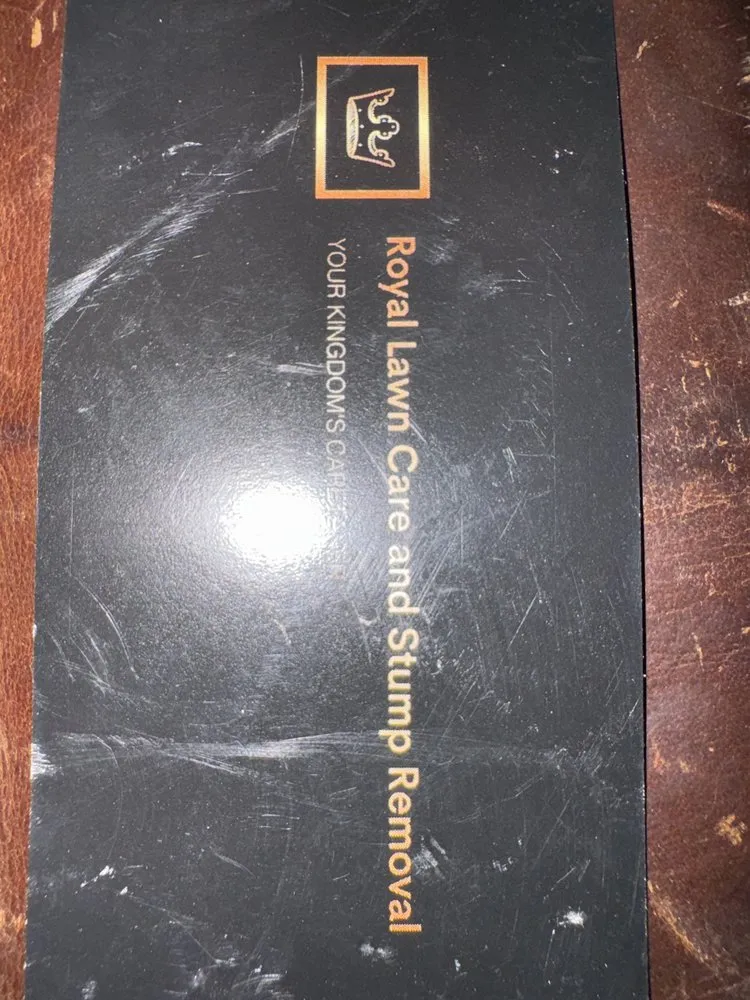 Royal Lawn Care and Stump Removal
YOUR KINGDOM'S